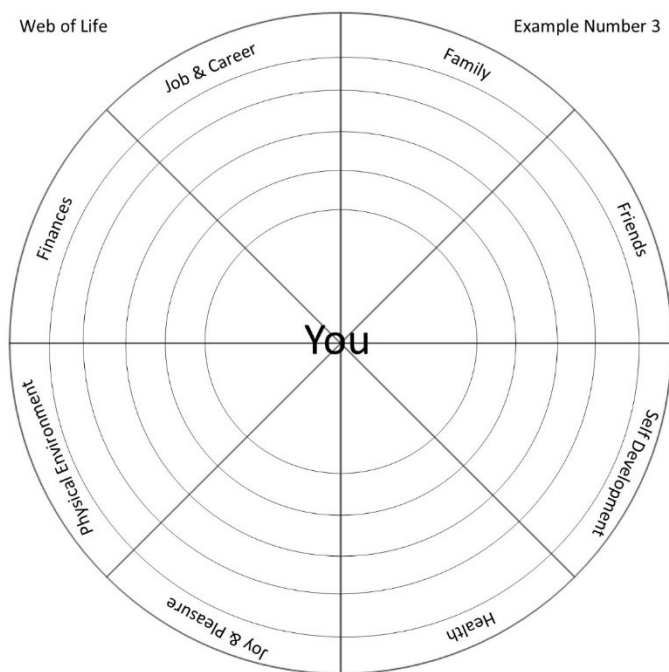 Web of Life
Example Number 3
Job & Career
Family
Finances
Friends
You
Physical Environment
Self Development
Joy & Pleasure
Health